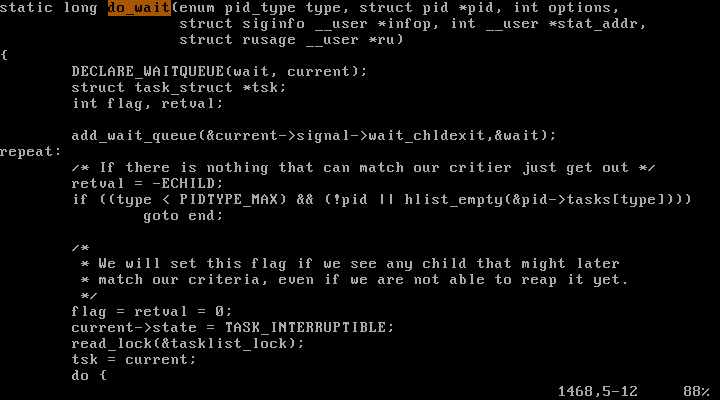 static long do_wait(enum pid_type type, struct pid *pid, int options,
                    struct siginfo __user *infop, int __user *stat_addr,
                    struct rusage __user *ru)
{
        DECLARE_WAITQUEUE(wait, current);
        struct task_struct *tsk;
        int flag, retval;

        add_wait_queue(&current->signal->wait_chldexit,&wait);
repeat:
        /* If there is nothing that can match our critier just get out */
        retval = -ECHILD;
        if ((type < PIDTYPE_MAX) && (!pid || hlist_empty(&pid->tasks[type])))
                goto end;

        /*
         * We will set this flag if we see any child that might later
         * match our criteria, even if we are not able to reap it yet.
         */
        flag = retval = 0;
        current->state = TASK_INTERRUPTIBLE;
        read_lock(&tasklist_lock);
        tsk = current;
        do {
1468,5-12 88%